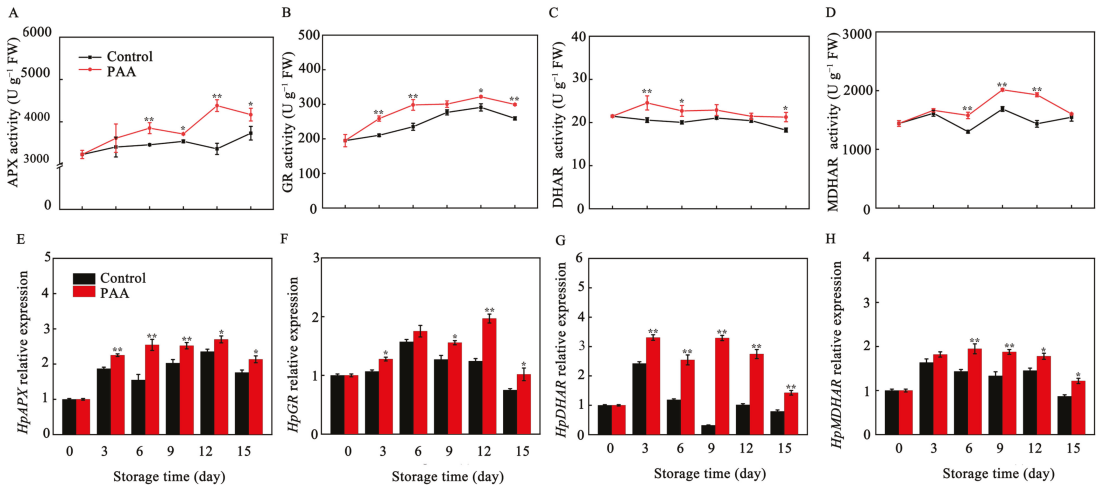 A
APX activity (U g⁻¹ FW)
6000
5000
4000
3000
0
Control
PAA
** * ** *
B
GR activity (U g⁻¹ FW)
500
400
300
200
100
0
** ** * **
C
DHAR activity (U g⁻¹ FW)
40
30
20
10
0
** ** *
D
MDHAR activity (U g⁻¹ FW)
3000
2000
1000
0
** ** **
E
HpAPX relative expression
5
4
3
2
1
0
Control
PAA
** ** ** * *
0 3 6 9 12 15
Storage time (day)
F
HpGR relative expression
3
2
1
0
* * ** *
0 3 6 9 12 15
Storage time (day)
G
HpDHAR relative expression
6
5
4
3
2
1
0
** ** ** ** **
0 3 6 9 12 15
Storage time (day)
H
HpMDHAR relative expression
4
3
2
1
0
** ** * *
0 3 6 9 12 15
Storage time (day)